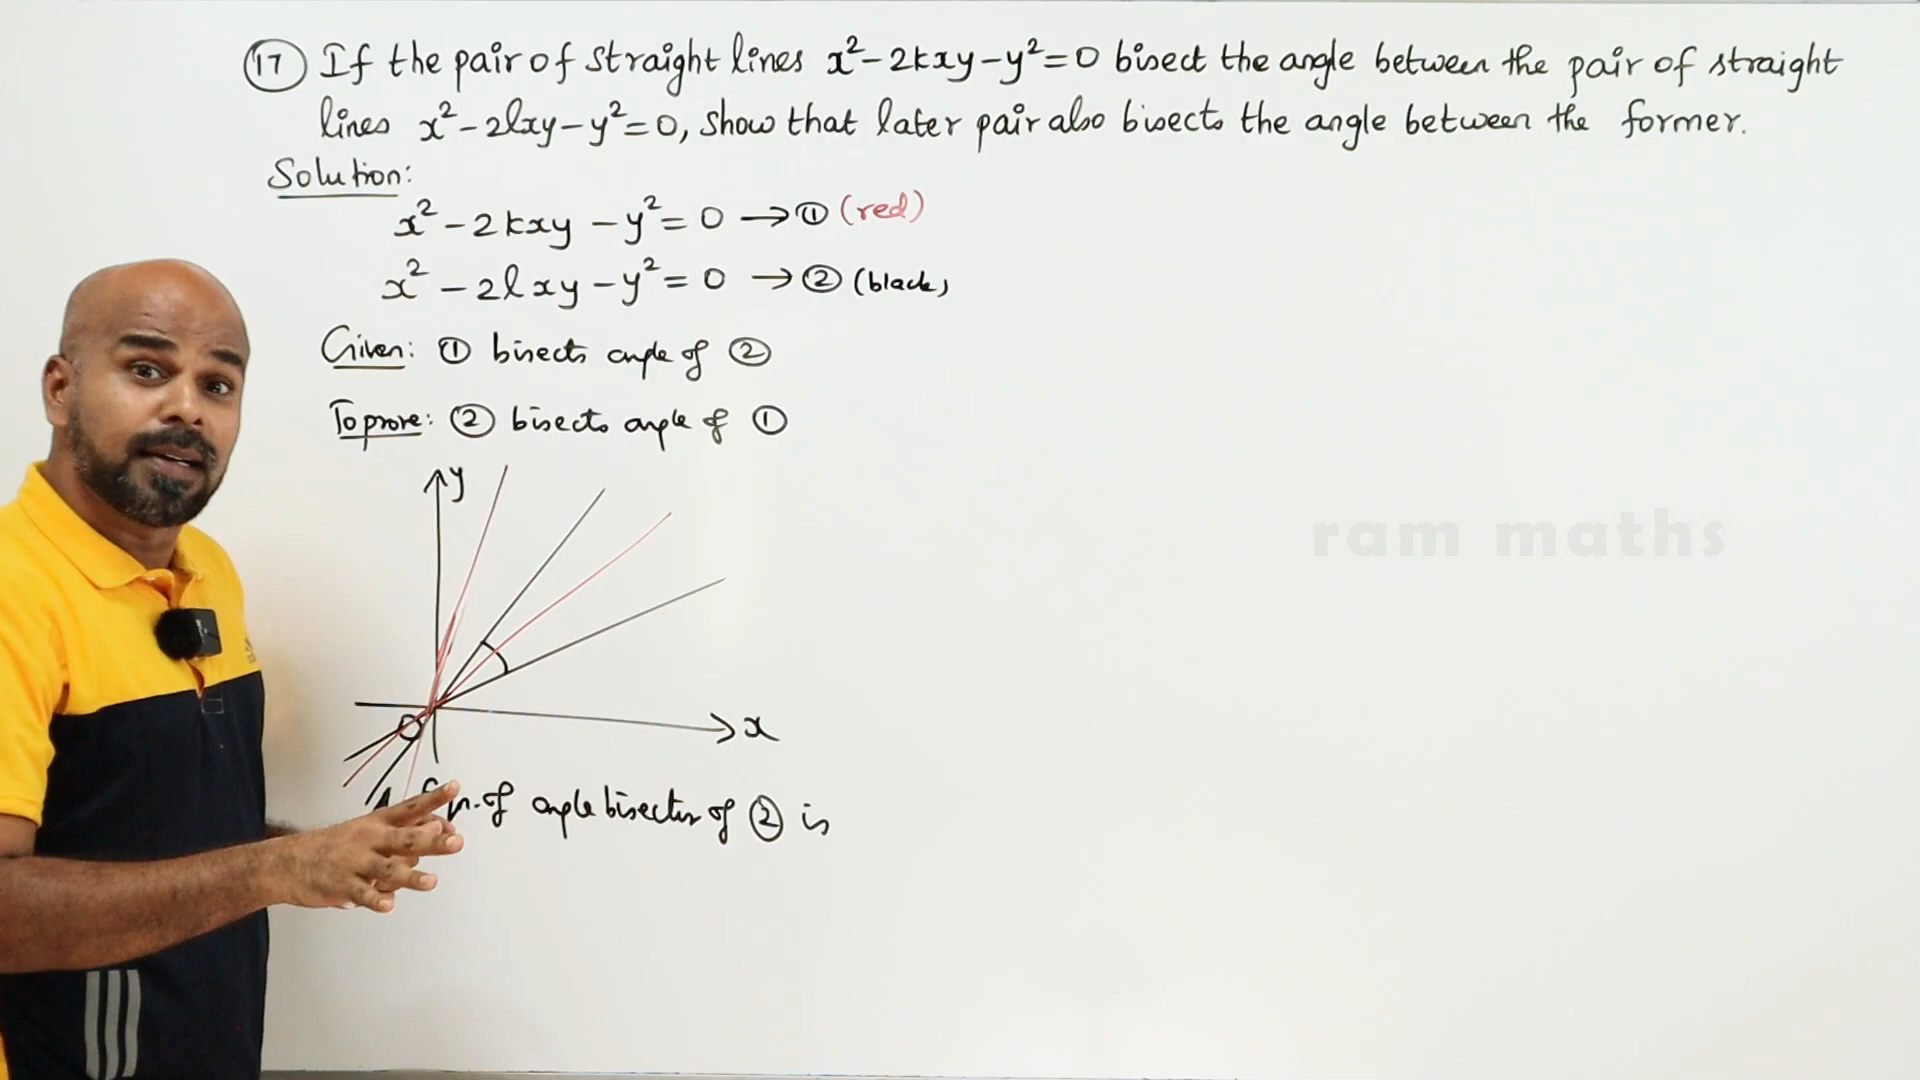 17 If the pair of straight lines x²-2kxy-y²=0 bisect the angle between the pair of straight
lines x²-2lxy-y²=0, show that later pair also bisects the angle between the former.
Solution:
x²-2kxy-y²=0 → ① (red)
x²-2lxy-y²=0 → ② (black)
Given: ① bisects angle of ②
To prove: ② bisects angle of ①
y
ram maths
O
x
of angle bisector of ② is